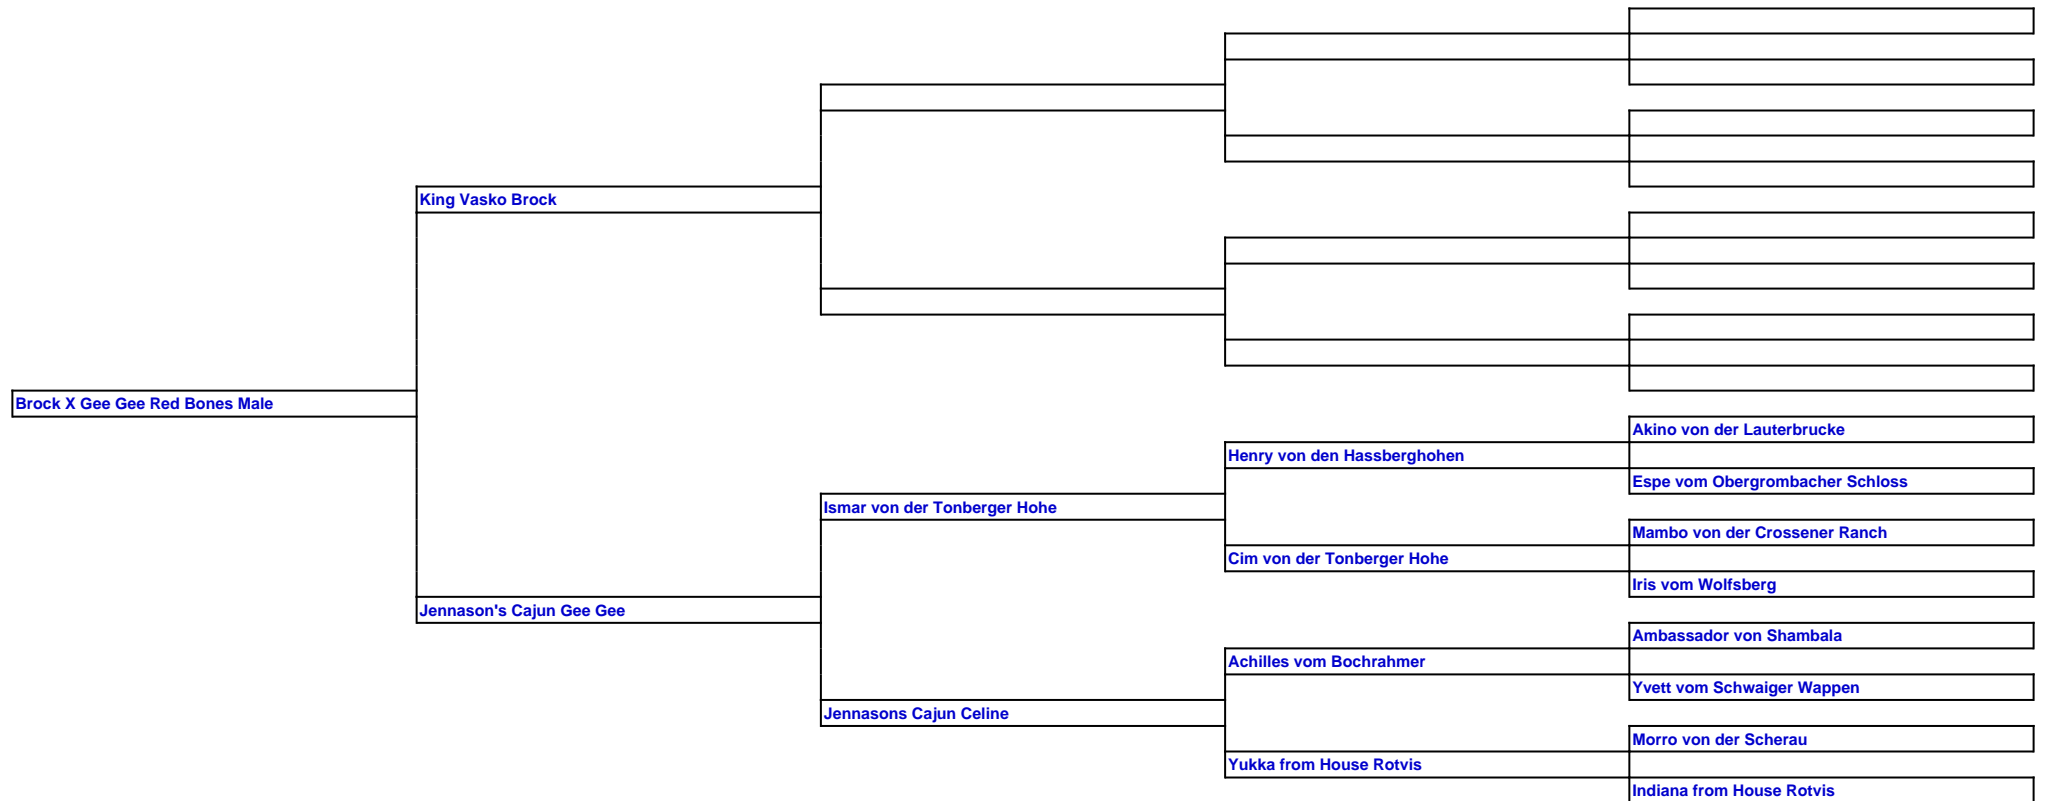 King Vasko Brock
Brock X Gee Gee Red Bones Male
Akino von der Lauterbrucke
Henry von den Hassberghohen
Espe vom Obergrombacher Schloss
Ismar von der Tonberger Hohe
Mambo von der Crossener Ranch
Cim von der Tonberger Hohe
Iris vom Wolfsberg
Jennason's Cajun Gee Gee
Ambassador von Shambala
Achilles vom Bochrahmer
Yvett vom Schwaiger Wappen
Jennasons Cajun Celine
Morro von der Scherau
Yukka from House Rotvis
Indiana from House Rotvis